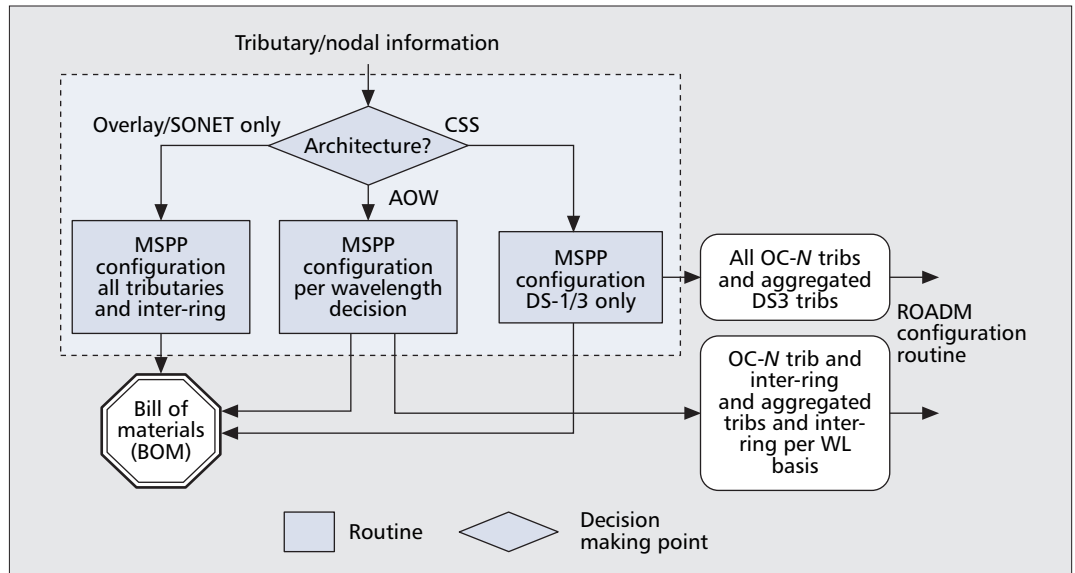 Tributary/nodal information
Overlay/SONET only
CSS
Architecture?
AOW
MSPP
configuration
all tributaries
and inter-ring
MSPP
configuration
per wavelength
decision
MSPP
configuration
DS-1/3 only
All OC-N tribs
and aggregated
DS3 tribs
ROADM
configuration
routine
OC-N trib and
inter-ring
and aggregated
tribs and inter-
ring per WL
basis
Bill of
materials
(BOM)
Routine
Decision
making point